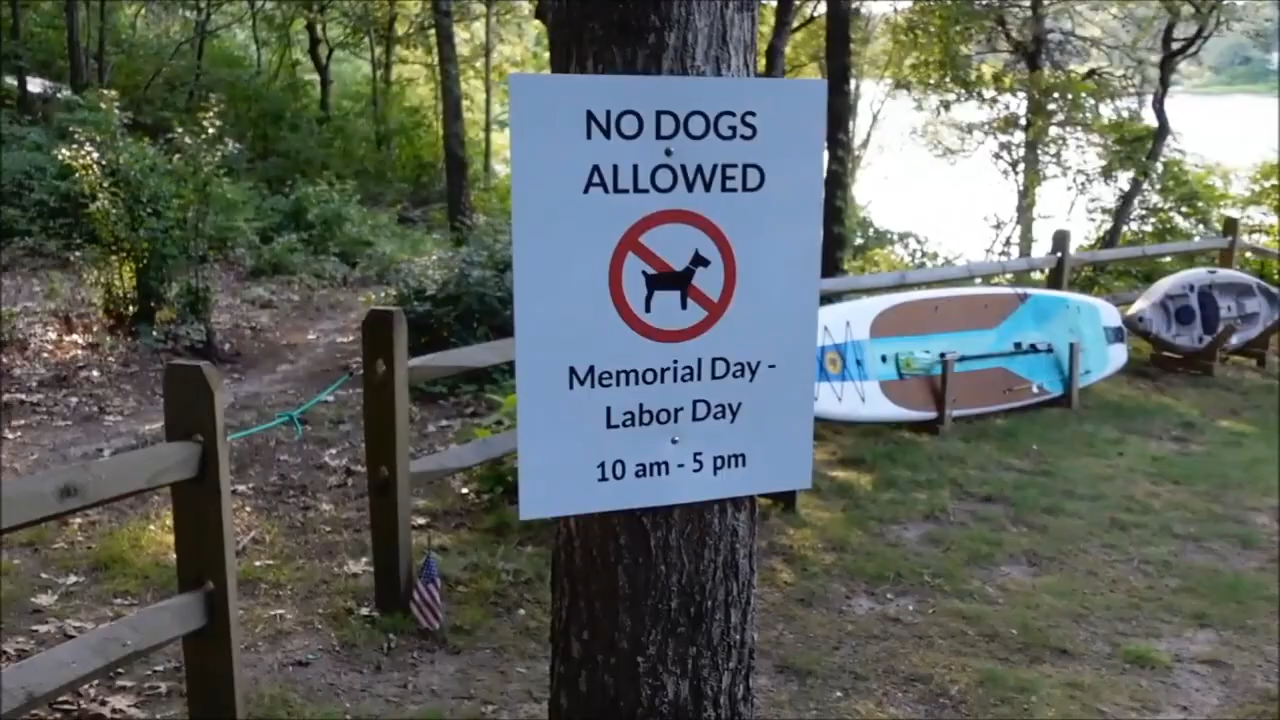 NO DOGS
ALLOWED
Memorial Day -
Labor Day
10 am - 5 pm